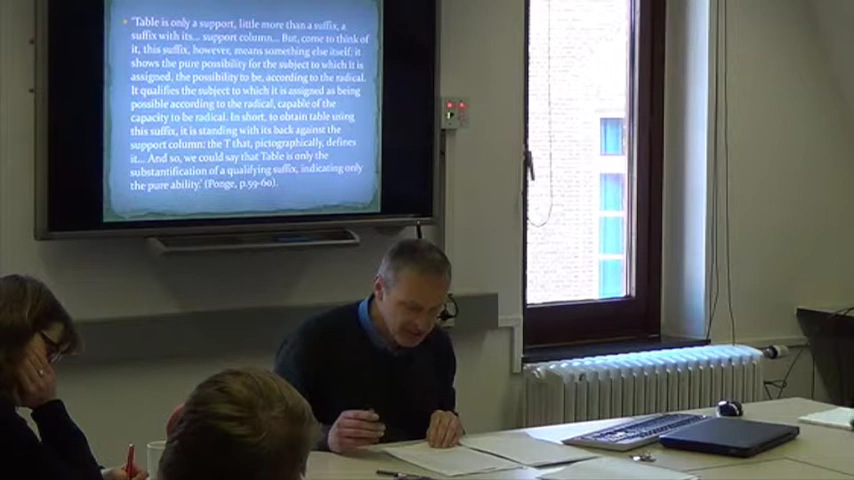 'Table is only a support, little more than a suffix, a
suffix with its... support column... But, come to think of
it, this suffix, however, means something else itself: it
shows the pure possibility for the subject to which it is
assigned, the possibility to be, according to the radical.
It qualifies the subject to which it is assigned as being
possible according to the radical, capable of the
capacity to be radical. In short, to obtain table using
this suffix, it is standing with its back against the
support column: the T that, pictographically, defines
it... And so, we could say that Table is only the
substantification of a qualifying suffix, indicating only
the pure ability.' (Ponge, p.59-60).